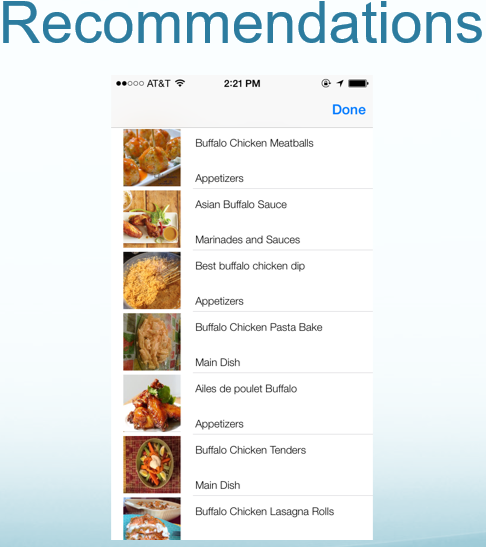 Recommendations
AT&T 2:21 PM
Done
Buffalo Chicken Meatballs
Appetizers
Asian Buffalo Sauce
Marinades and Sauces
Best buffalo chicken dip
Appetizers
Buffalo Chicken Pasta Bake
Main Dish
Ailes de poulet Buffalo
Appetizers
Buffalo Chicken Tenders
Main Dish
Buffalo Chicken Lasagna Rolls